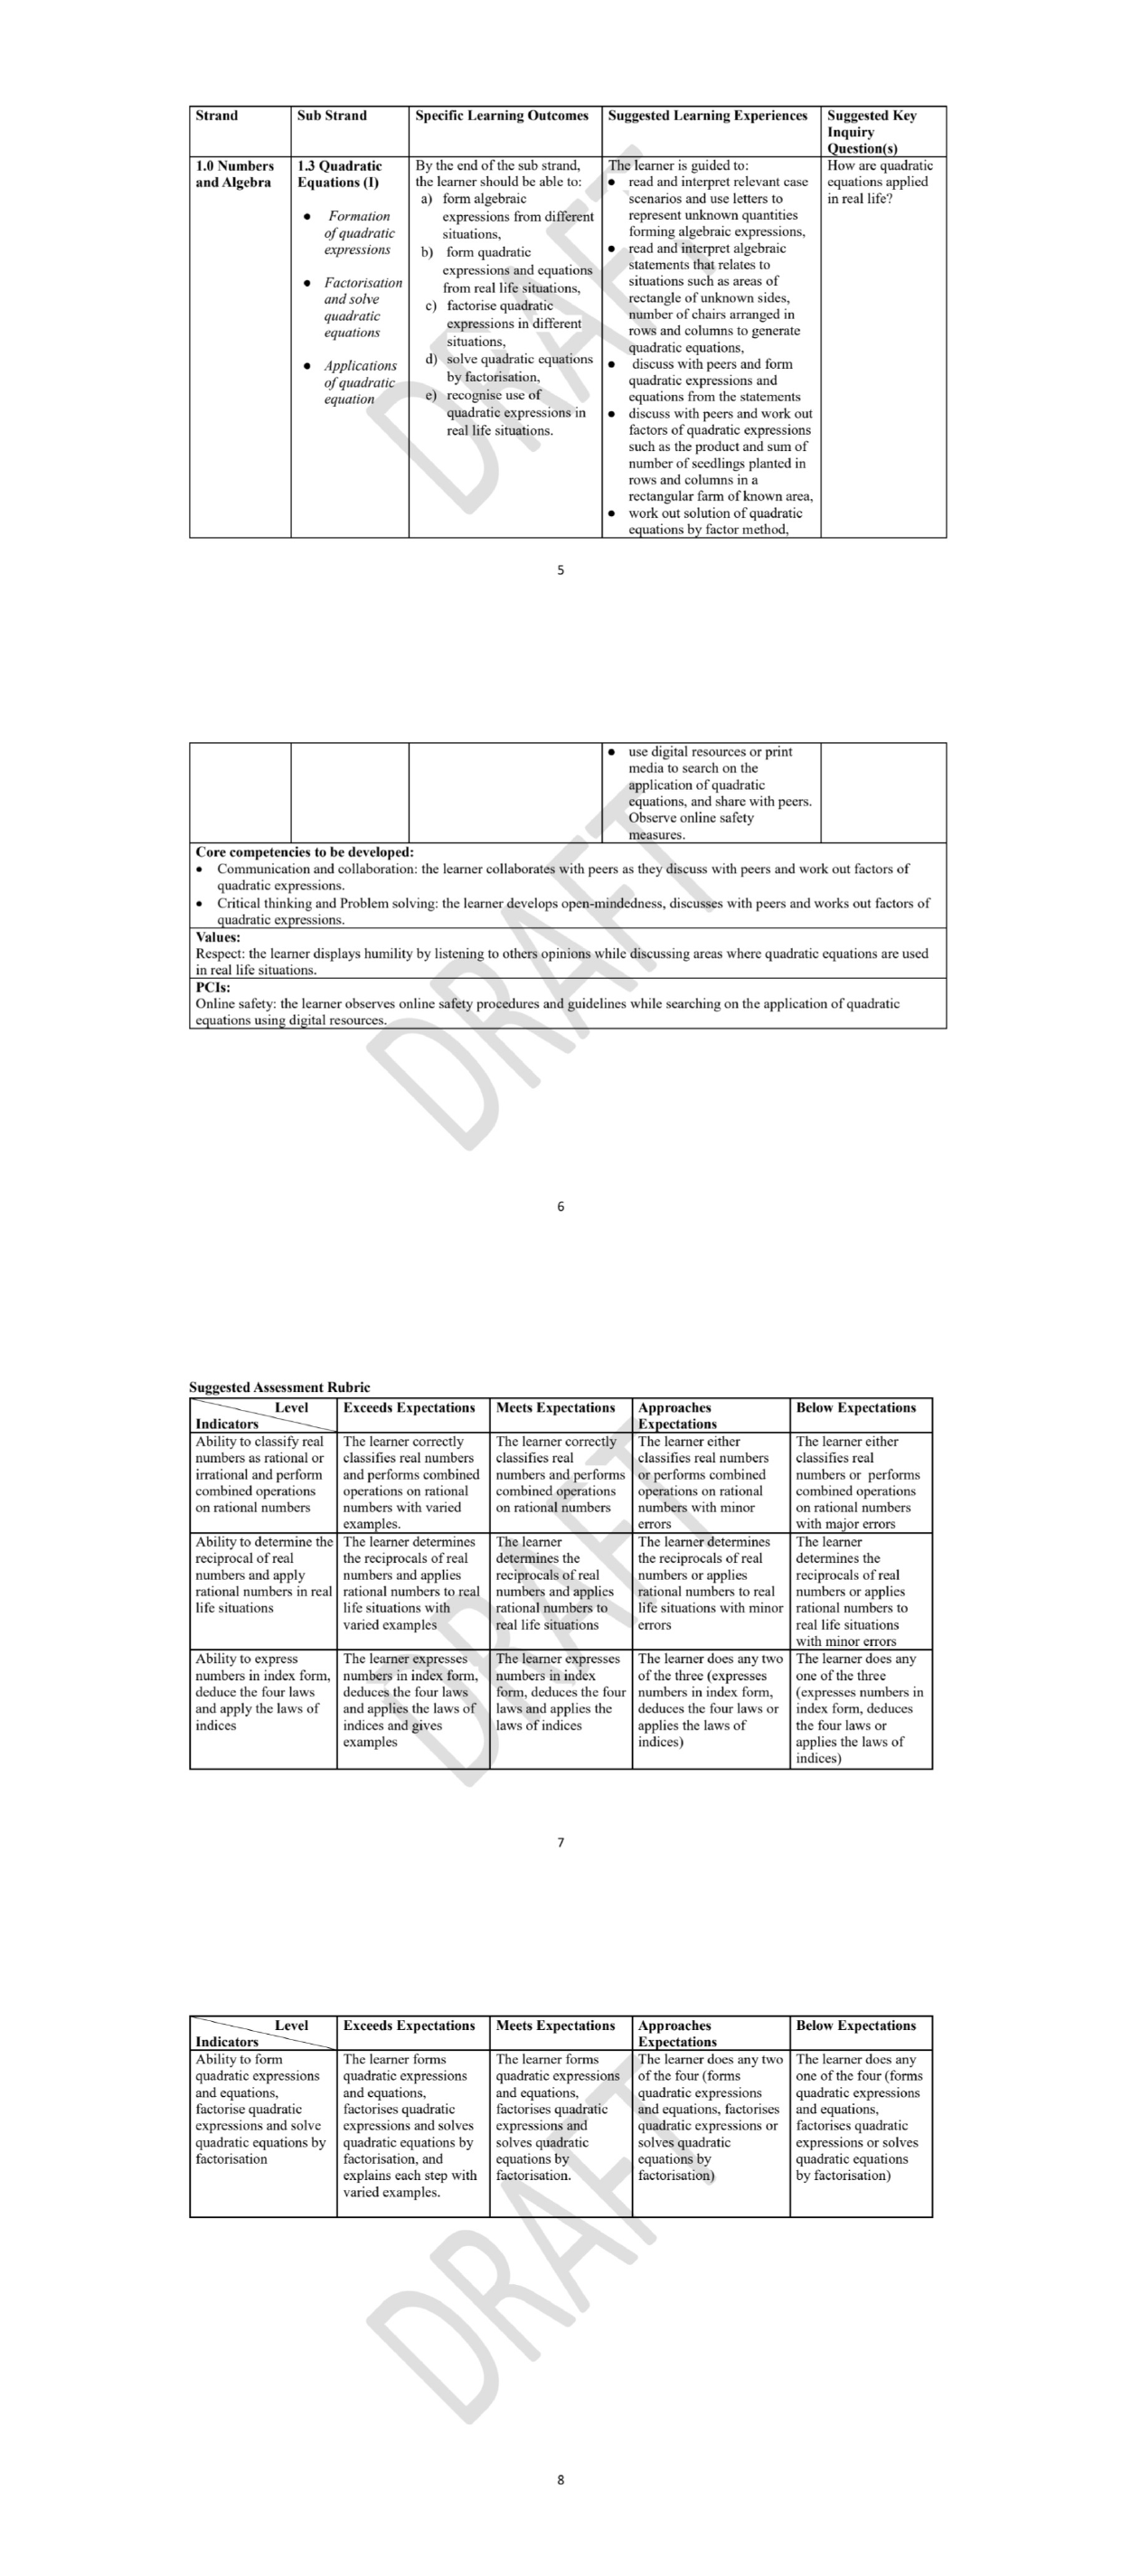 Strand
Sub Strand
Specific Learning Outcomes
Suggested Learning Experiences
Suggested Key
Inquiry
Question(s)
1.0 Numbers
and Algebra
1.3 Quadratic
Equations (I)
● Formation
of quadratic
expressions
● Factorisation
and solve
quadratic
equations
● Applications
of quadratic
equation
By the end of the sub strand,
the learner should be able to:
a) form algebraic
expressions from different
situations,
b) form quadratic
expressions and equations
from real life situations,
c) factorise quadratic
expressions in different
situations,
d) solve quadratic equations
by factorisation,
e) recognise use of
quadratic expressions in
real life situations.
The learner is guided to:
● read and interpret relevant case
scenarios and use letters to
represent unknown quantities
forming algebraic expressions,
● read and interpret algebraic
statements that relates to
situations such as areas of
rectangle of unknown sides,
number of chairs arranged in
rows and columns to generate
quadratic equations,
● discuss with peers and form
quadratic expressions and
equations from the statements
● discuss with peers and work out
factors of quadratic expressions
such as the product and sum of
number of seedlings planted in
rows and columns in a
rectangular farm of known area,
● work out solution of quadratic
equations by factor method,
How are quadratic
equations applied
in real life?
DRAFT
5
● use digital resources or print
media to search on the
application of quadratic
equations, and share with peers.
Observe online safety
measures.
Core competencies to be developed:
● Communication and collaboration: the learner collaborates with peers as they discuss with peers and work out factors of
quadratic expressions.
● Critical thinking and Problem solving: the learner develops open-mindedness, discusses with peers and works out factors of
quadratic expressions.
Values:
Respect: the learner displays humility by listening to others opinions while discussing areas where quadratic equations are used
in real life situations.
PCIs:
Online safety: the learner observes online safety procedures and guidelines while searching on the application of quadratic
equations using digital resources.
DRAFT
6
Suggested Assessment Rubric
Level
Indicators
Exceeds Expectations
Meets Expectations
Approaches
Expectations
Below Expectations
Ability to classify real
numbers as rational or
irrational and perform
combined operations
on rational numbers
The learner correctly
classifies real numbers
and performs combined
operations on rational
numbers with varied
examples.
The learner correctly
classifies real
numbers and performs
combined operations
on rational numbers
The learner either
classifies real numbers
or performs combined
operations on rational
numbers with minor
errors
The learner either
classifies real
numbers or performs
combined operations
on rational numbers
with major errors
Ability to determine the
reciprocal of real
numbers and apply
rational numbers in real
life situations
The learner determines
the reciprocals of real
numbers and applies
rational numbers to real
life situations with
varied examples
The learner
determines the
reciprocals of real
numbers and applies
rational numbers to
real life situations
The learner determines
the reciprocals of real
numbers or applies
rational numbers to real
life situations with minor
errors
The learner
determines the
reciprocals of real
numbers or applies
rational numbers to
real life situations
with minor errors
Ability to express
numbers in index form,
deduce the four laws
and apply the laws of
indices
The learner expresses
numbers in index form,
deduces the four laws
and applies the laws of
indices and gives
examples
The learner expresses
numbers in index
form, deduces the four
laws and applies the
laws of indices
The learner does any two
of the three (expresses
numbers in index form,
deduces the four laws or
applies the laws of
indices)
The learner does any
one of the three
(expresses numbers in
index form, deduces
the four laws or
applies the laws of
indices)
DRAFT
7
Level
Indicators
Exceeds Expectations
Meets Expectations
Approaches
Expectations
Below Expectations
Ability to form
quadratic expressions
and equations,
factorise quadratic
expressions and solve
quadratic equations by
factorisation
The learner forms
quadratic expressions
and equations,
factorises quadratic
expressions and solves
quadratic equations by
factorisation, and
explains each step with
varied examples.
The learner forms
quadratic expressions
and equations,
factorises quadratic
expressions and
solves quadratic
equations by
factorisation.
The learner does any two
of the four (forms
quadratic expressions
and equations, factorises
quadratic expressions or
solves quadratic
equations by
factorisation)
The learner does any
one of the four (forms
quadratic expressions
and equations,
factorises quadratic
expressions or solves
quadratic equations
by factorisation)
DRAFT
8